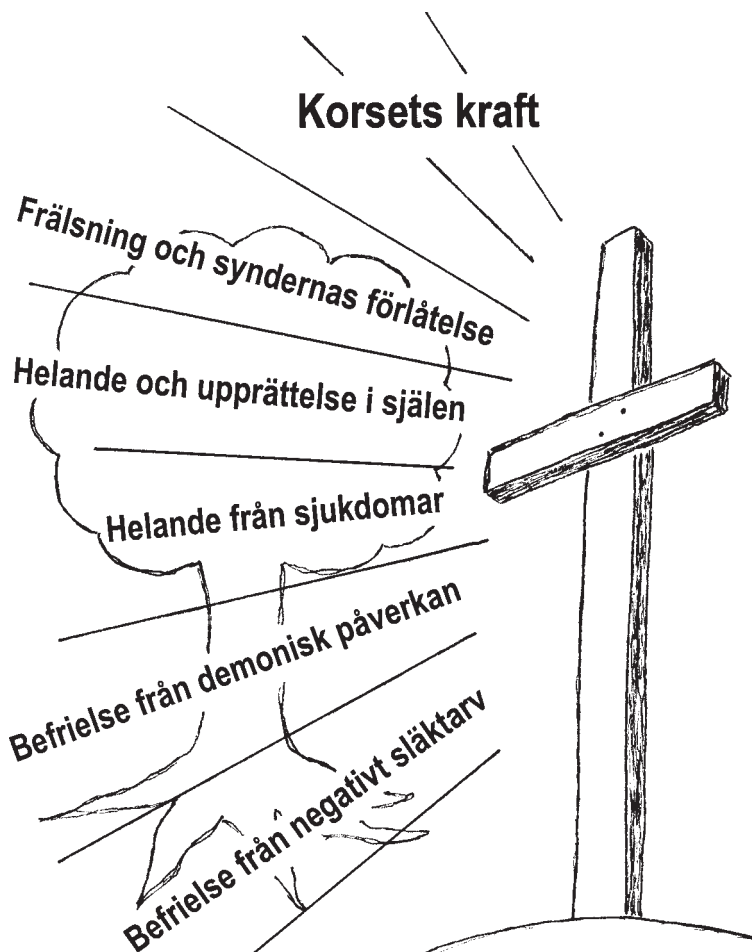 Korsets kraft
Frälsning och syndernas förlåtelse
Helande och upprättelse i själen
Helande från sjukdomar
Befrielse från demonisk påverkan
Befrielse från negativt släktarv